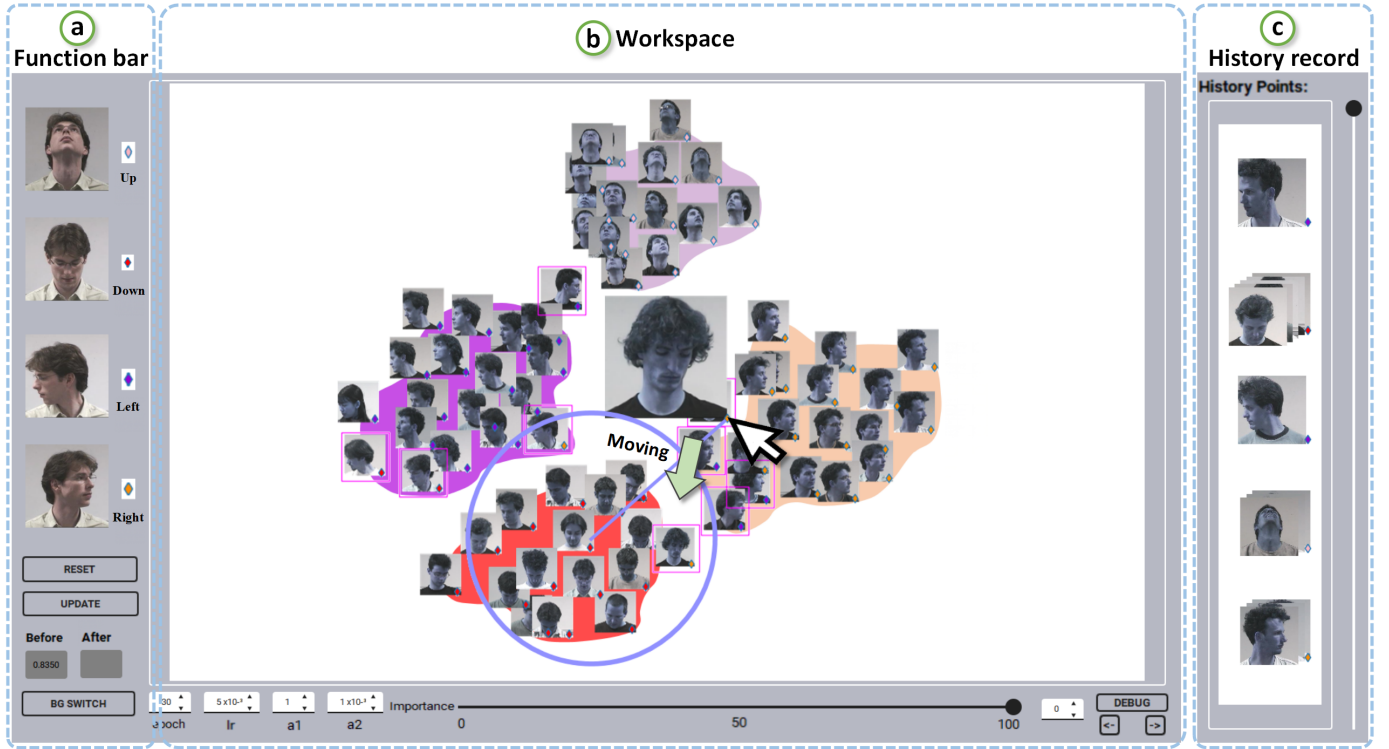 a
Function bar
Up
Down
Left
Right
RESET
UPDATE
Before After
0.8350
BG SWITCH
b Workspace
Moving
30
epoch
5 x10-³
lr
1
a1
1 x10-³
a2
Importance
0
50
100
0
DEBUG
<- ->
c
History record
History Points: